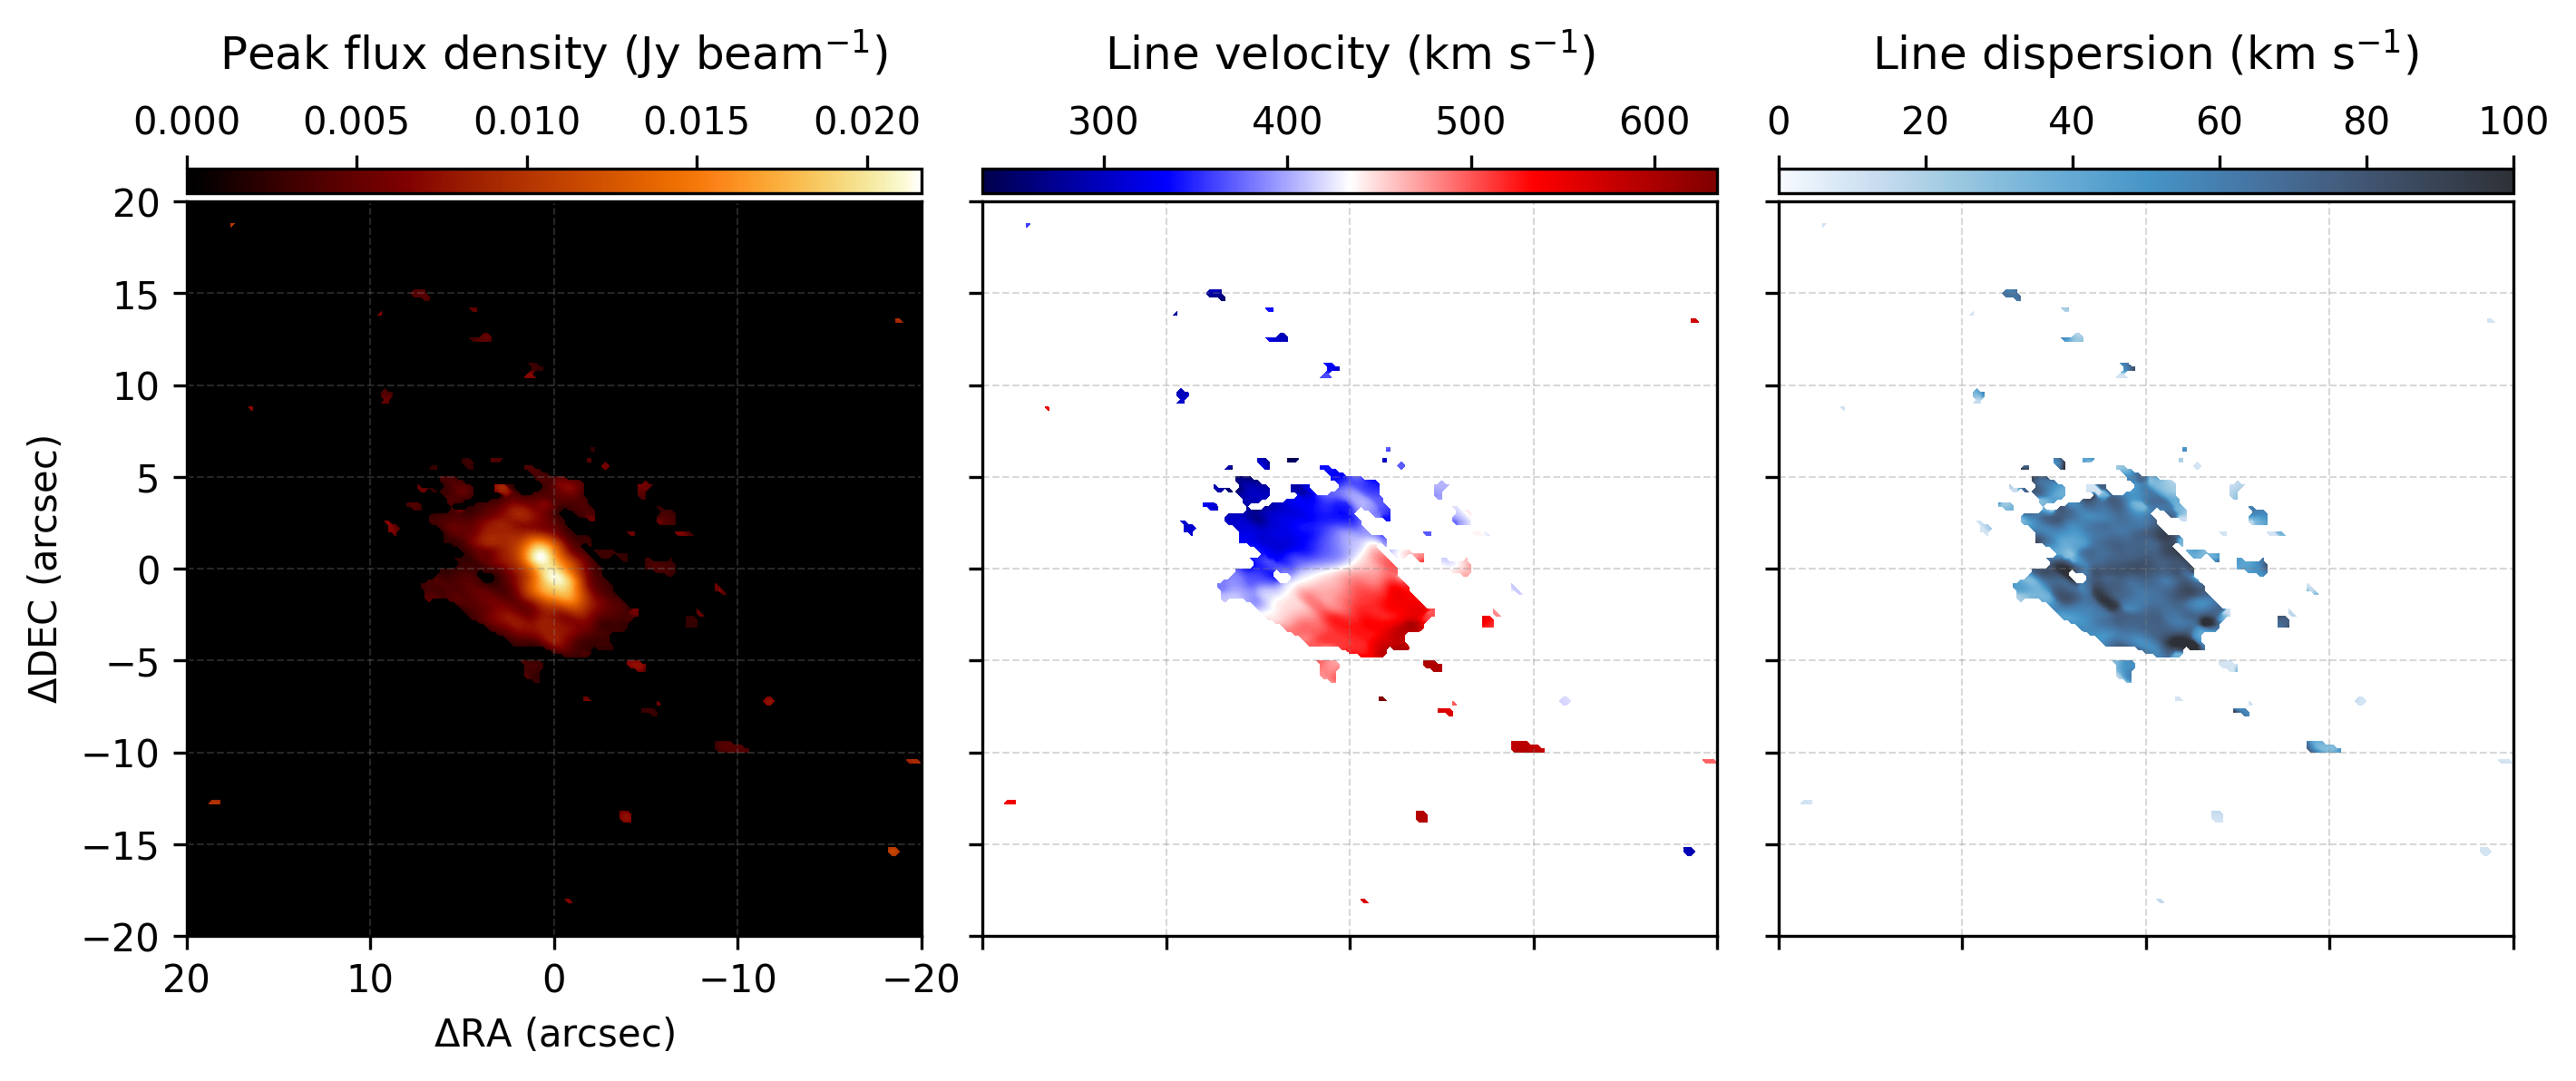 Peak flux density (Jy beam⁻¹) Line velocity (km s⁻¹) Line dispersion (km s⁻¹)
0.000 0.005 0.010 0.015 0.020 300 400 500 600 0 20 40 60 80 100
20
15
10
5
0
−5
−10
−15
−20
ΔDEC (arcsec)
20 10 0 −10 −20
ΔRA (arcsec)